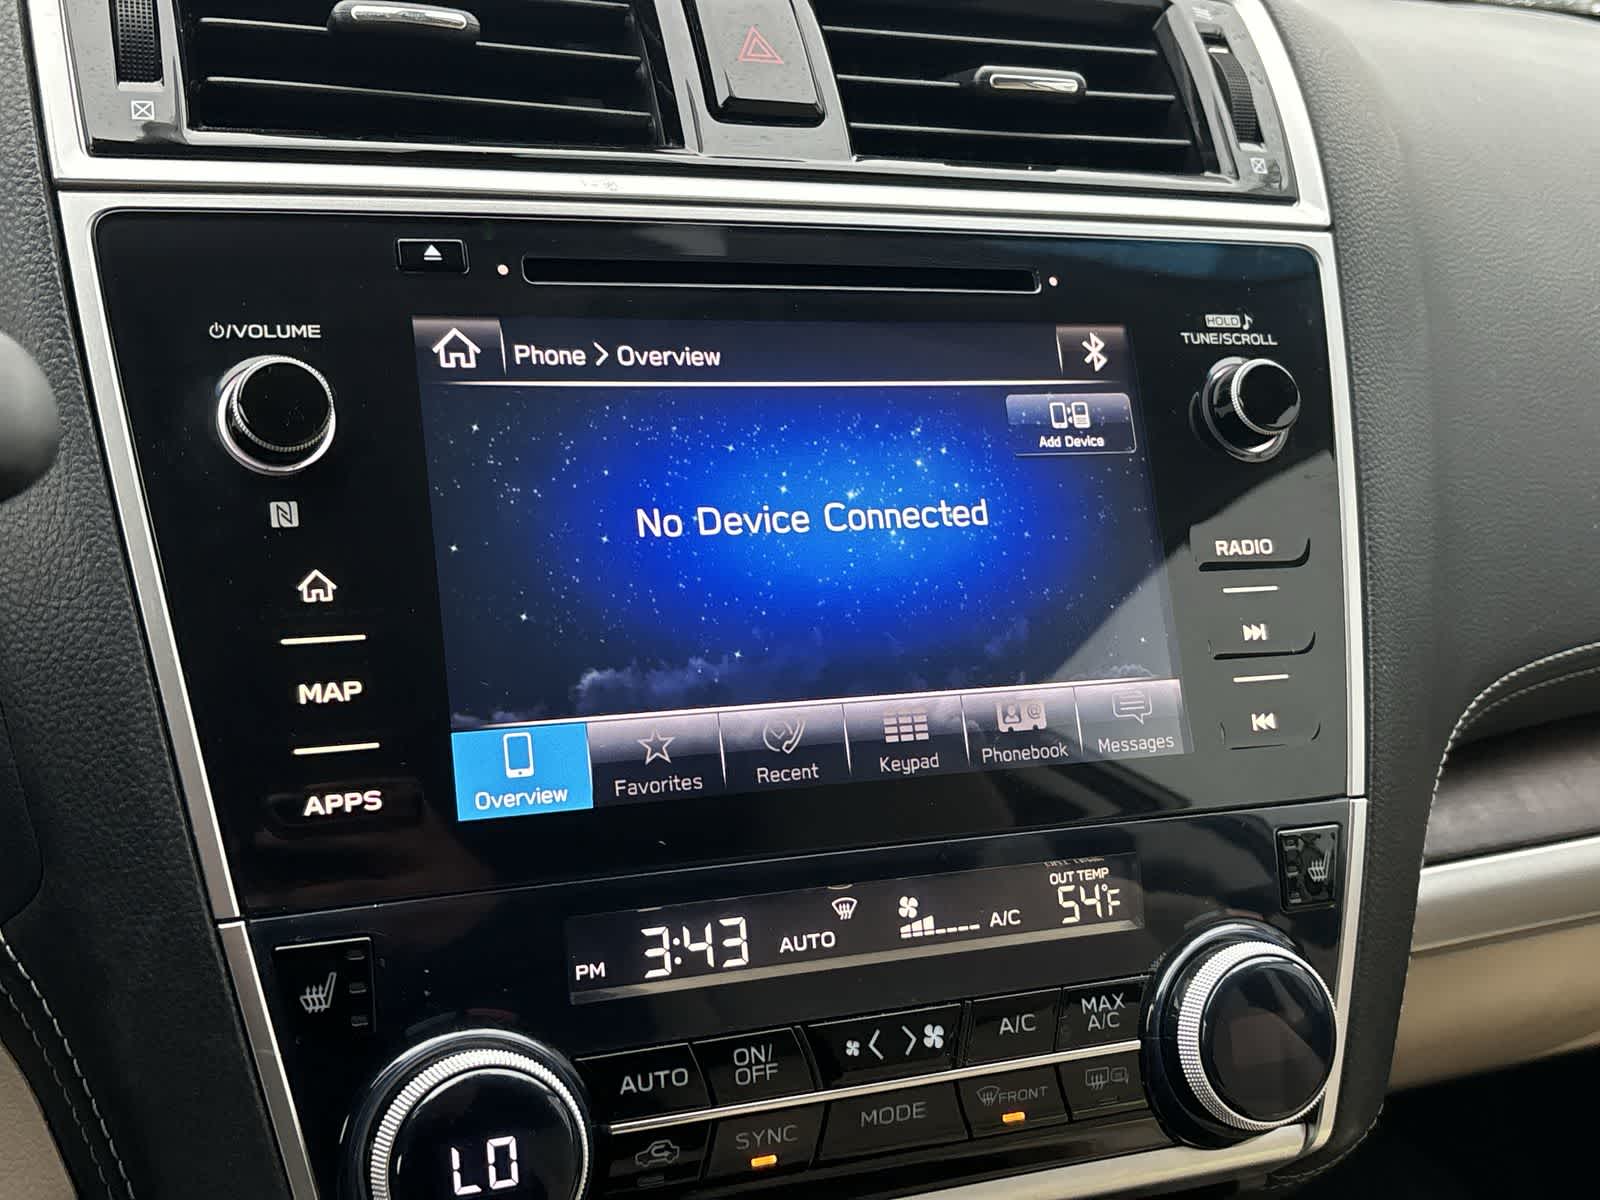 ⏻/VOLUME
HOLD
TUNE/SCROLL
Phone > Overview
Add Device
No Device Connected
RADIO
MAP
APPS
Overview
Favorites
Recent
Keypad
Phonebook
Messages
OUT TEMP
54°F
PM 3:43 AUTO A/C
AUTO
ON/
OFF
A/C
MAX
A/C
SYNC
MODE
FRONT
LO